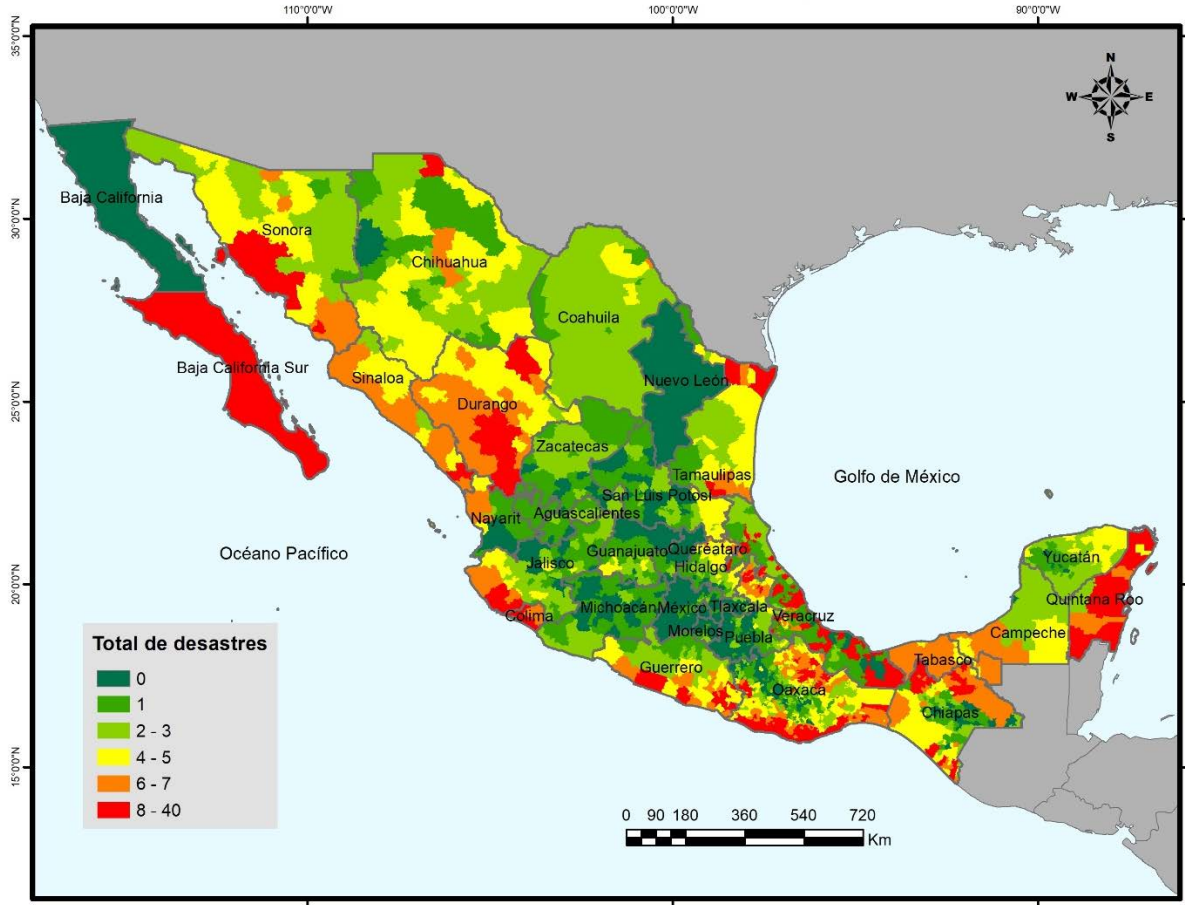 110°0'0"W
100°0'0"W
90°0'0"W
35°0'0"N
30°0'0"N
25°0'0"N
20°0'0"N
15°0'0"N
N
W
E
S
Baja California
Sonora
Chihuahua
Coahuila
Baja California Sur
Sinaloa
Nuevo León
Durango
Zacatecas
Tamaulipas
Golfo de México
San Luis Potosí
Nayarit
Aguascalientes
Océano Pacífico
Guanajuato
Queréataro
Hidalgo
Jalisco
Yucatán
Quintana Roo
Michoacán
México
Tlaxcala
Veracruz
Colima
Morelos
Puebla
Campeche
Tabasco
Guerrero
Oaxaca
Chiapas
Total de desastres
0
1
2 - 3
4 - 5
6 - 7
8 - 40
0 90 180 360 540 720
Km